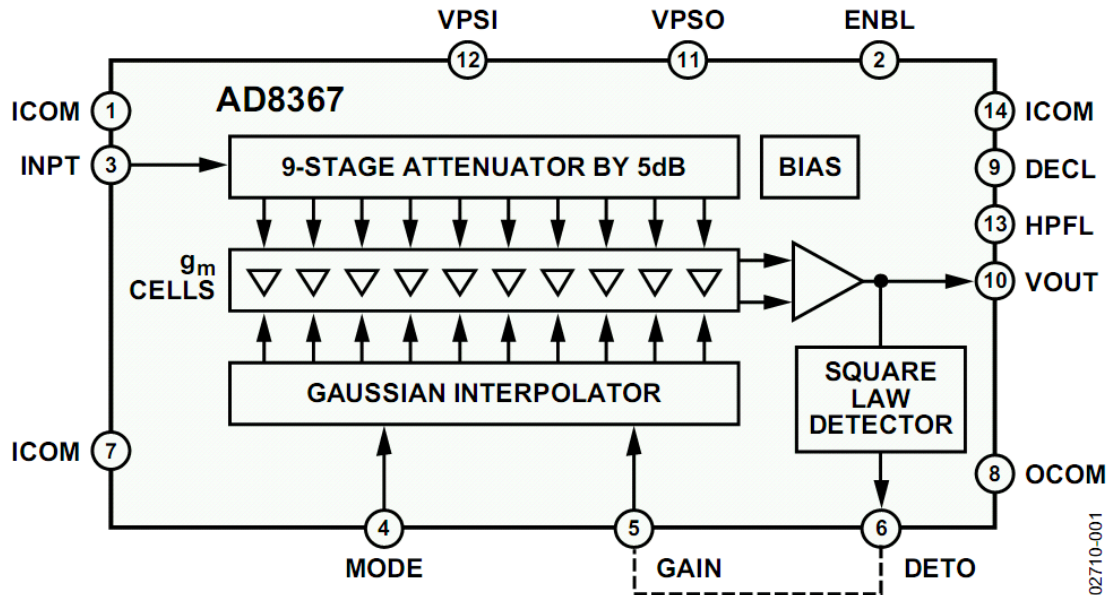 VPSI VPSO ENBL
12 11 2
AD8367
ICOM 1 14 ICOM
INPT 3 9-STAGE ATTENUATOR BY 5dB BIAS 9 DECL
13 HPFL
gm
CELLS
10 VOUT
GAUSSIAN INTERPOLATOR
SQUARE
LAW
DETECTOR
ICOM 7
8 OCOM
4 5 6
MODE GAIN DETO
02710-001